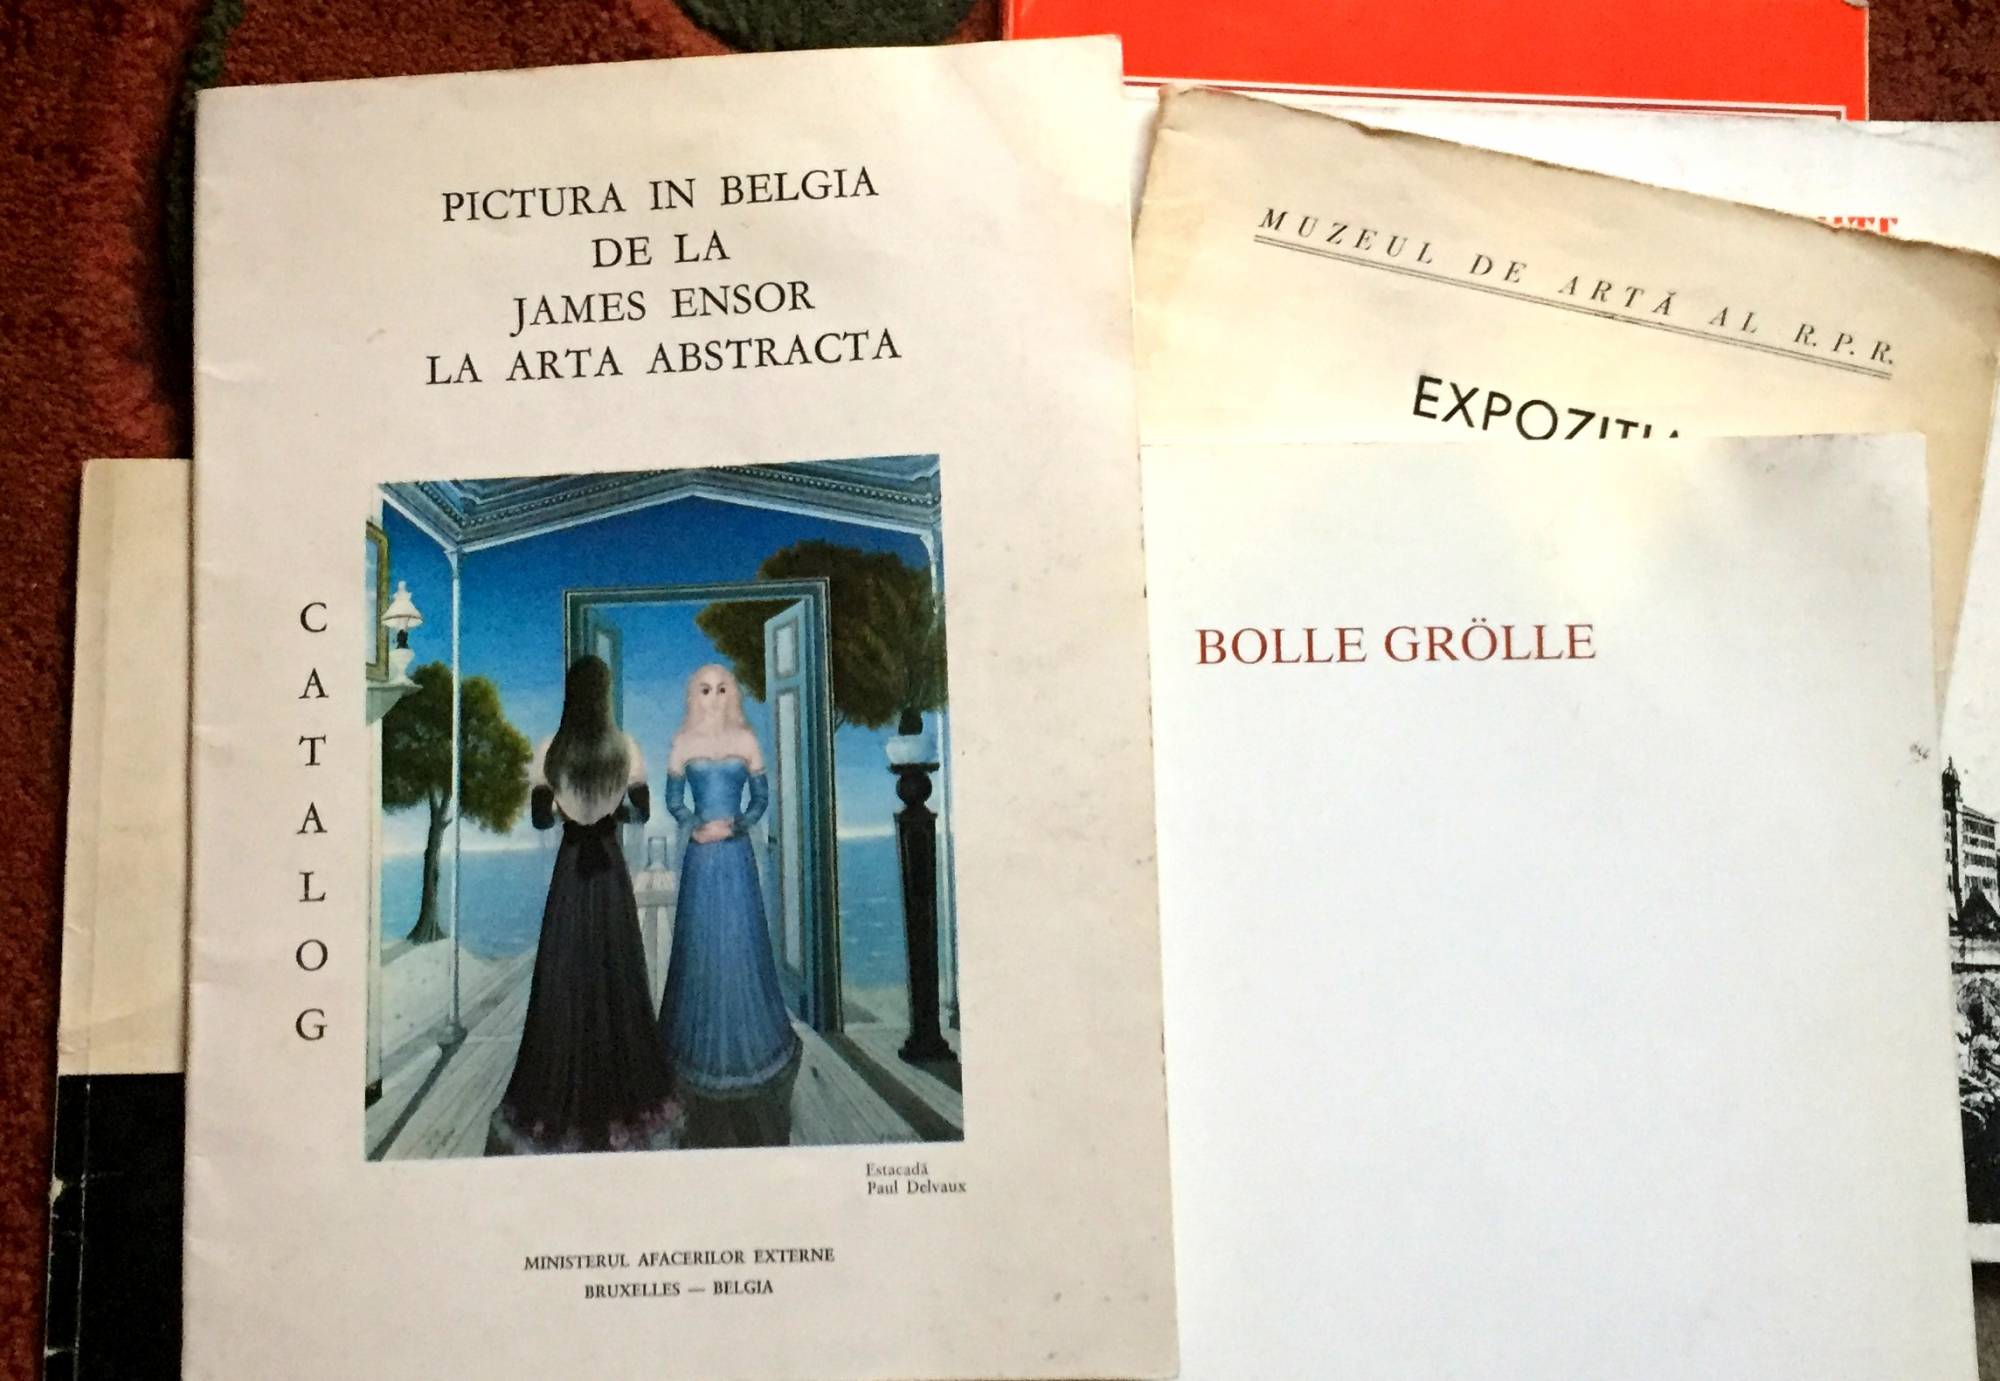 PICTURA IN BELGIA
DE LA
JAMES ENSOR
LA ARTA ABSTRACTA
CATALOG
Estacadă
Paul Delvaux
MINISTERUL AFACERILOR EXTERNE
BRUXELLES — BELGIA
MUZEUL DE ARTĂ AL R.P.R.
BOLLE GRÖLLE